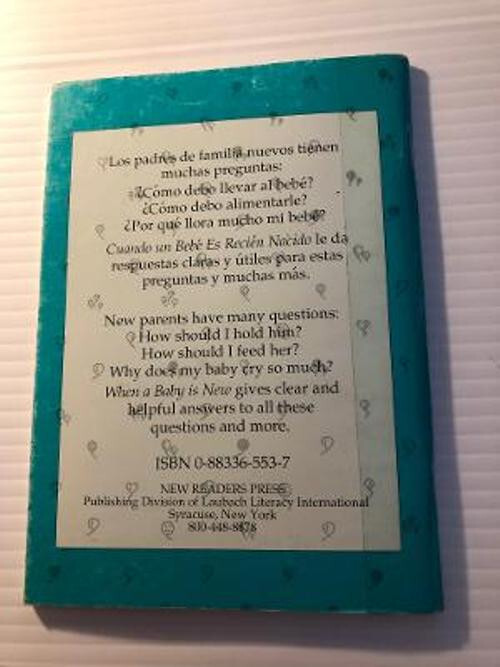 Los padres de familia nuevos tienen
muchas preguntas:
¿Cómo debo llevar al bebé?
¿Cómo debo alimentarle?
¿Por qué llora mucho mi bebé?
Cuando un Bebé Es Recién Nacido le da
respuestas claras y útiles para estas
preguntas y muchas más.
New parents have many questions:
How should I hold him?
How should I feed her?
Why does my baby cry so much?
When a Baby is New gives clear and
helpful answers to all these
questions and more.
ISBN 0-88336-553-7
NEW READERS PRESS
Publishing Division of Laubach Literacy International
Syracuse, New York
800-448-8878